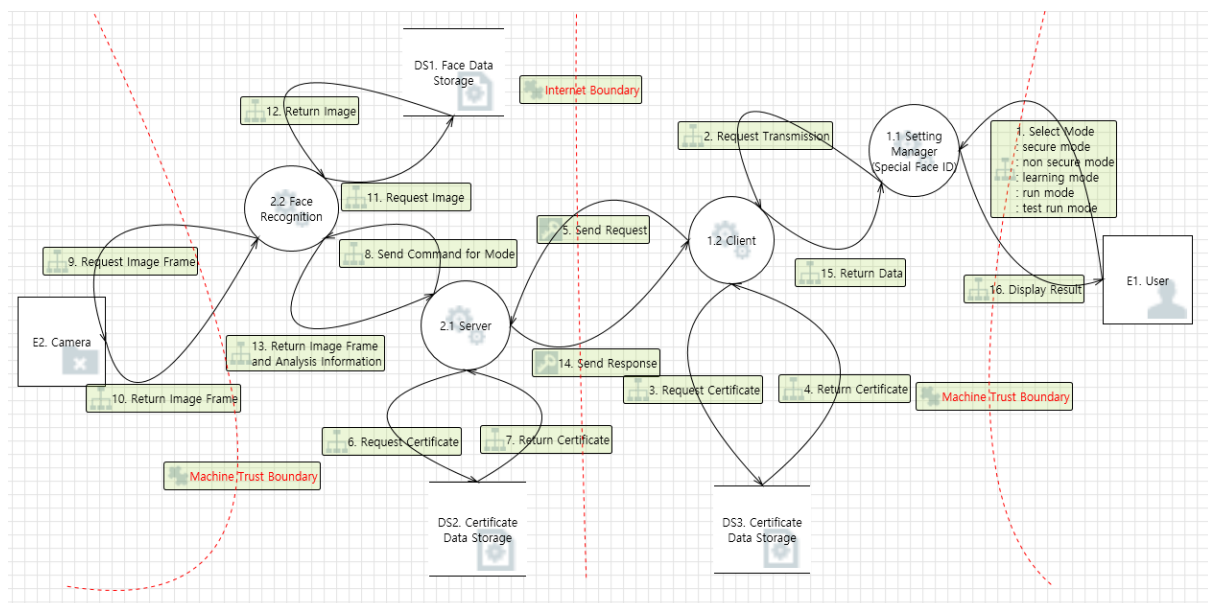 DS1. Face Data
Storage
Internet Boundary
12. Return Image
2. Request Transmission
1.1 Setting
Manager
(Special Face ID)
1. Select Mode
: secure mode
: non secure mode
: learning mode
: run mode
: test run mode
11. Request Image
2.2 Face
Recognition
5. Send Request
1.2 Client
9. Request Image Frame
8. Send Command for Mode
15. Return Data
16. Display Result
E1. User
E2. Camera
2.1 Server
13. Return Image Frame
and Analysis Information
14. Send Response
10. Return Image Frame
3. Request Certificate
4. Return Certificate
Machine Trust Boundary
6. Request Certificate
7. Return Certificate
Machine Trust Boundary
DS2. Certificate
Data Storage
DS3. Certificate
Data Storage